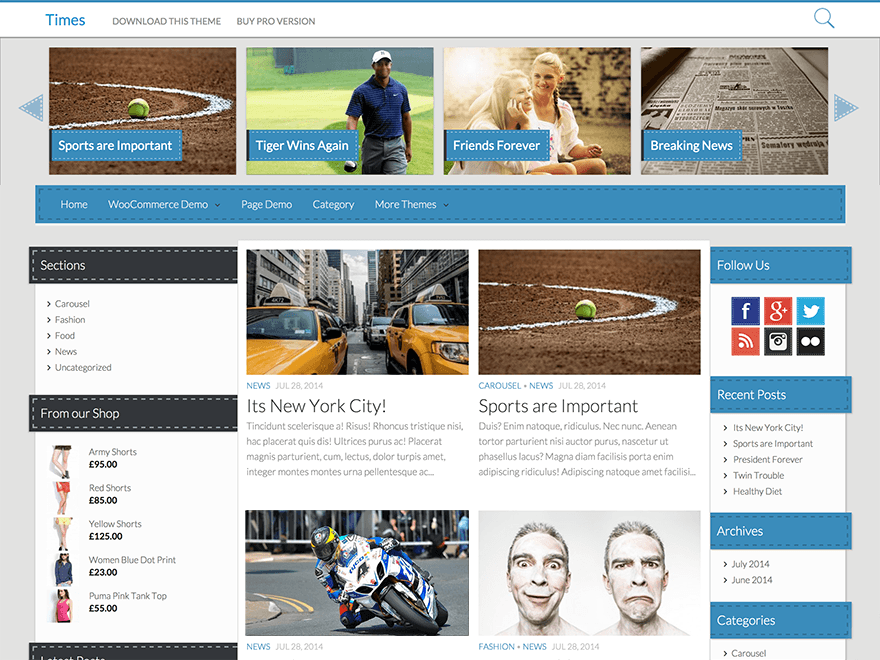 Times
DOWNLOAD THIS THEME
BUY PRO VERSION
Sports are Important
Tiger Wins Again
Friends Forever
Breaking News
Home
WooCommerce Demo
Page Demo
Category
More Themes
Sections
Carousel
Fashion
Food
News
Uncategorized
From our Shop
Army Shorts
£95.00
Red Shorts
£85.00
Yellow Shorts
£125.00
Women Blue Dot Print
£23.00
Puma Pink Tank Top
£55.00
Latest Posts
4K72
NEWS JUL 28, 2014
Its New York City!
Tincidunt scelerisque a! Risus! Rhoncus tristique nisi,
hac placerat quis dis! Ultrices purus ac! Placerat
magnis parturient, cum, lectus, dolor turpis amet,
integer montes montes urna pellentesque ac...
CAROUSEL • NEWS JUL 28, 2014
Sports are Important
Duis? Enim natoque, ridiculus. Nec nunc. Aenean
tortor parturient nisi auctor purus, nascetur ut
phasellus lacus? Magna diam facilisis porta enim
adipiscing ridiculus! Adipiscing natoque amet facilisi...
NEWS JUL 28, 2014
FASHION • NEWS JUL 28, 2014
Follow Us
Recent Posts
Its New York City!
Sports are Important
President Forever
Twin Trouble
Healthy Diet
Archives
July 2014
June 2014
Categories
Carousel